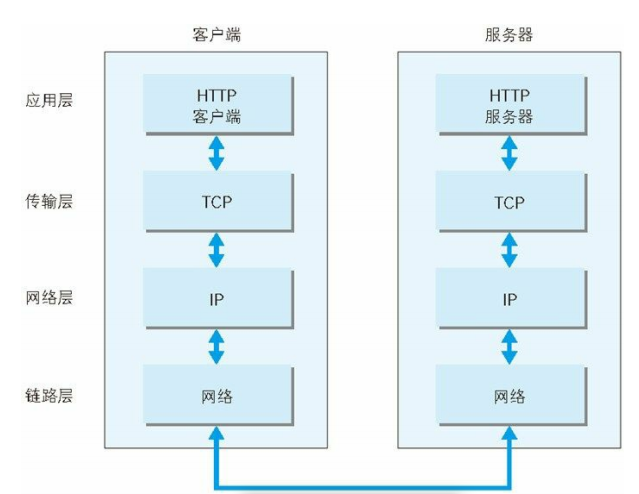 客户端 服务器
应用层 HTTP HTTP
客户端 服务器
传输层 TCP TCP
网络层 IP IP
链路层 网络 网络